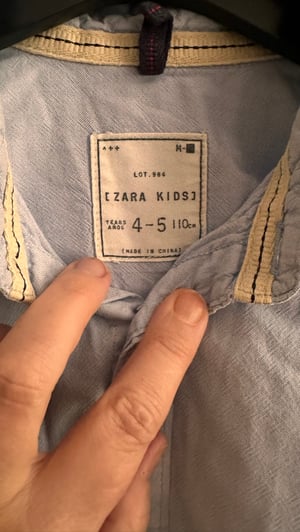 +++ M-■
LOT.986
[ZARA KIDS]
YEARS AÑOS 4-5 110cm
(MADE IN CHINA)